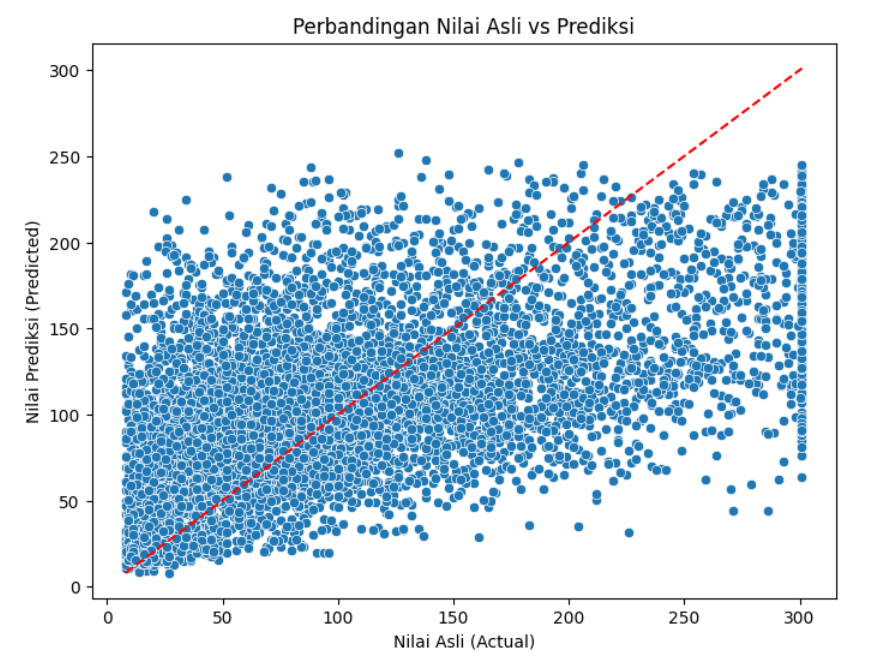 Perbandingan Nilai Asli vs Prediksi
300
250
200
150
100
50
0
Nilai Prediksi (Predicted)
0 50 100 150 200 250 300
Nilai Asli (Actual)